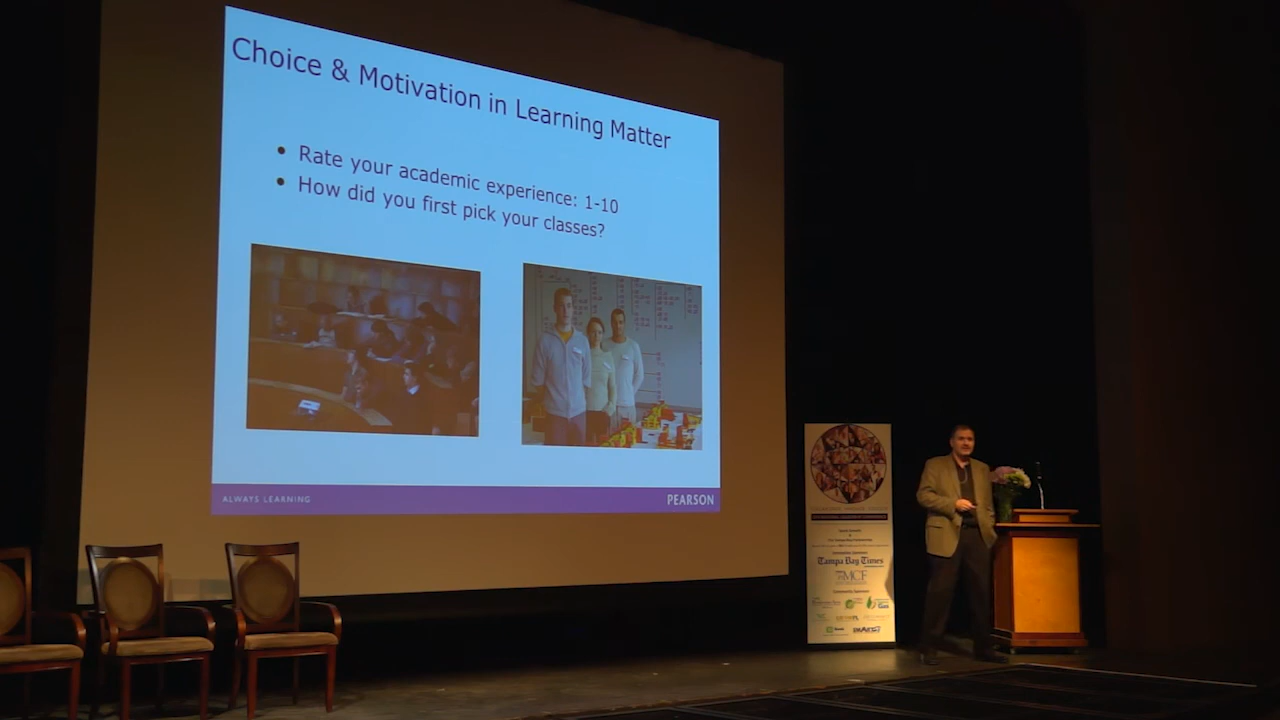 Choice & Motivation in Learning Matter
• Rate your academic experience: 1-10
• How did you first pick your classes?
ALWAYS LEARNING
PEARSON
Tampa Bay Times
MCF